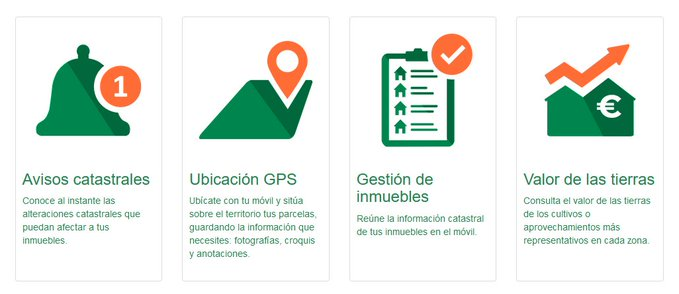 1
Avisos catastrales
Conoce al instante las
alteraciones catastrales que
puedan afectar a tus
inmuebles.
Ubicación GPS
Ubícate con tu móvil y sitúa
sobre el territorio tus parcelas,
guardando la información que
necesites: fotografías, croquis
y anotaciones.
Gestión de
inmuebles
Reúne la información catastral
de tus inmuebles en el móvil.
€
Valor de las tierras
Consulta el valor de las tierras
de los cultivos o
aprovechamientos más
representativos en cada zona.